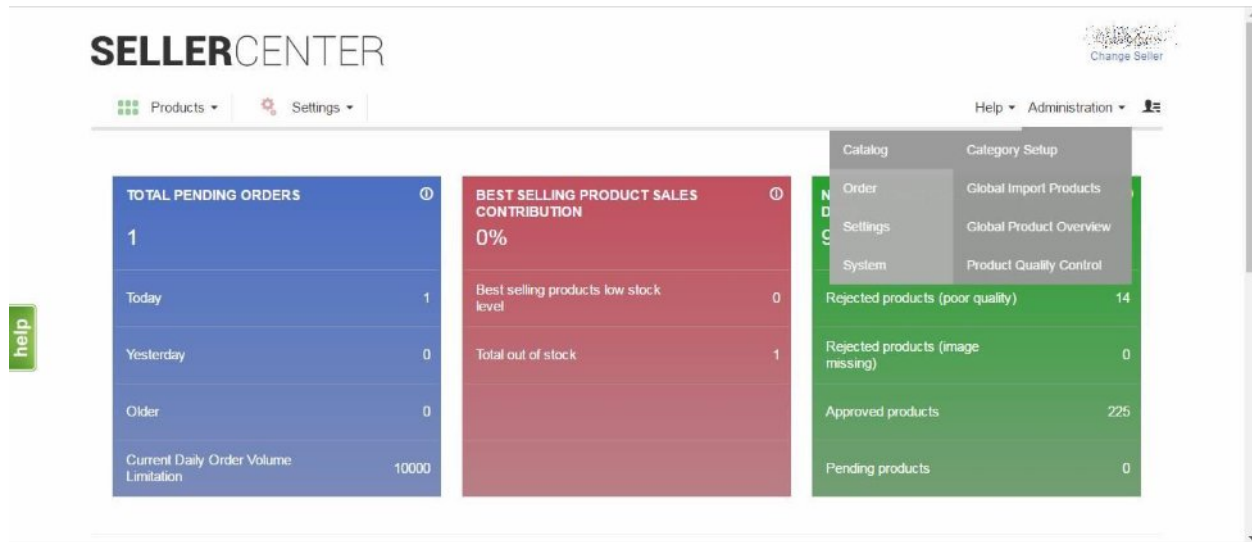 SELLERCENTER
Change Seller
Products
Settings
Help
Administration
Catalog
Category Setup
Order
Global Import Products
Settings
Global Product Overview
System
Product Quality Control
TOTAL PENDING ORDERS
1
Today 1
Yesterday 0
Older 0
Current Daily Order Volume
Limitation
10000
BEST SELLING PRODUCT SALES
CONTRIBUTION
0%
Best selling products low stock
level
0
Total out of stock 1
N
D
9
Rejected products (poor quality) 14
Rejected products (image
missing)
0
Approved products 225
Pending products 0
help